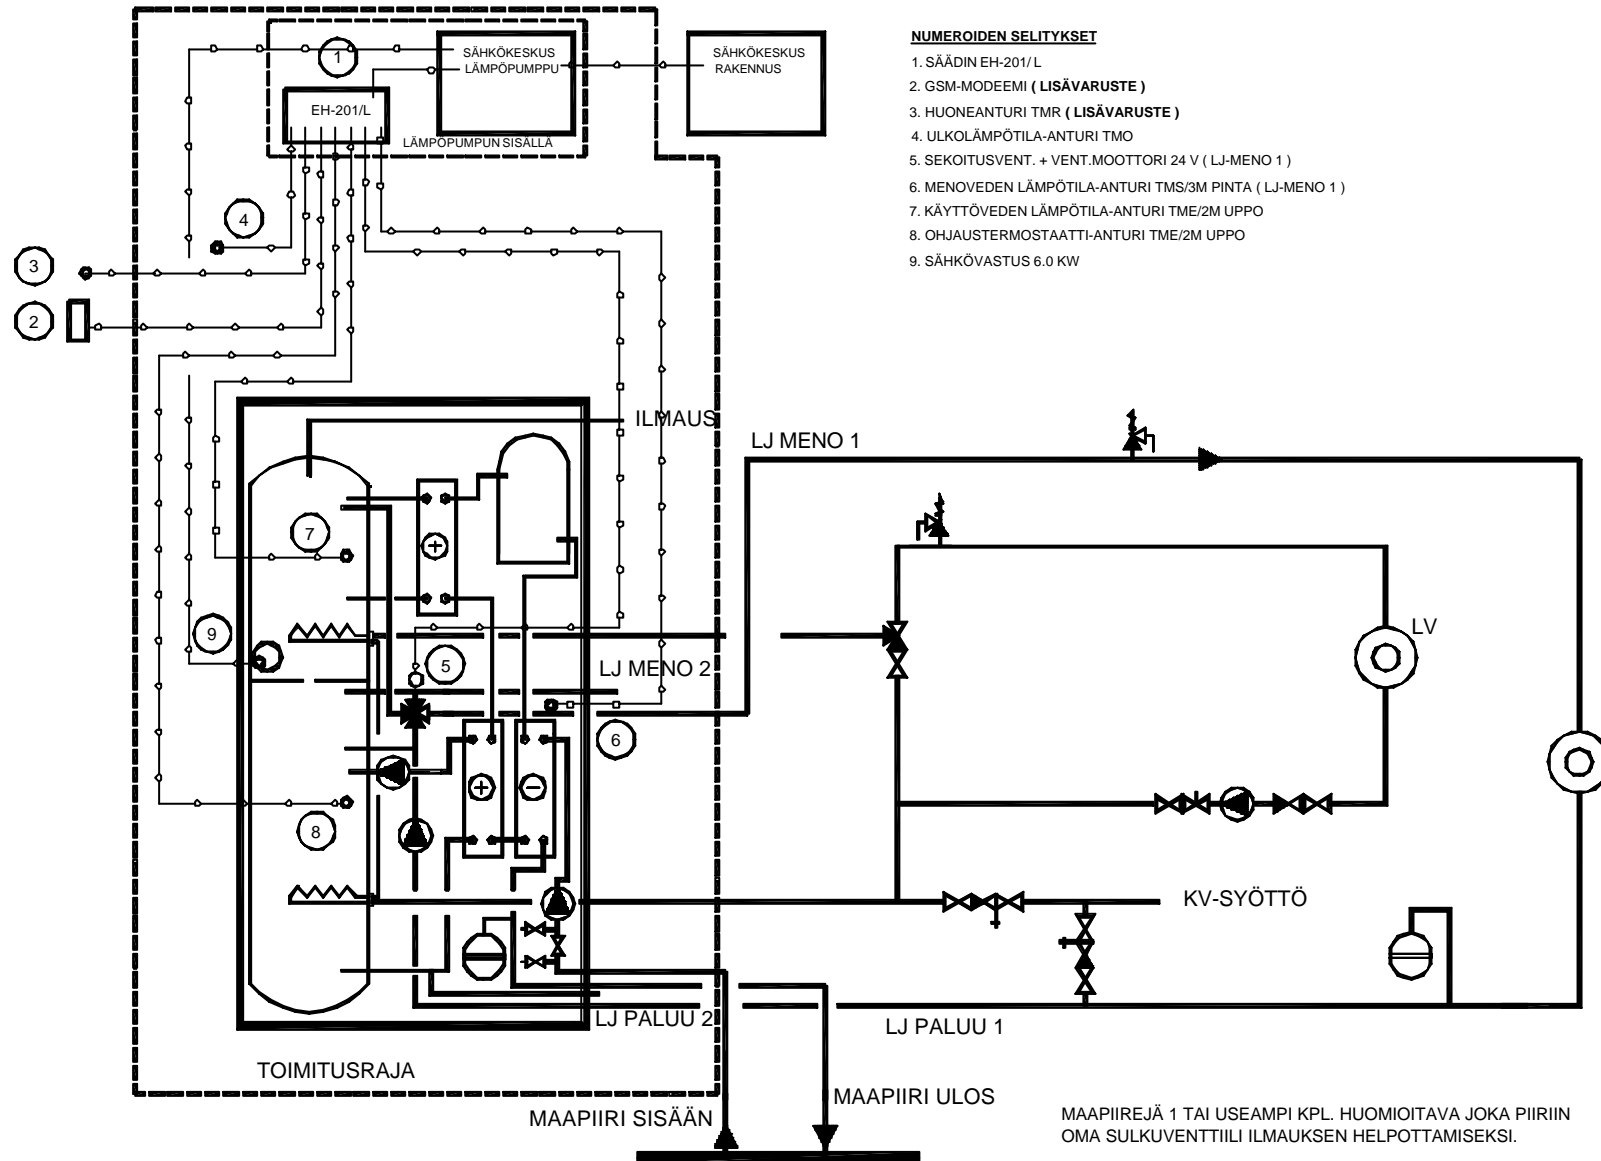 NUMEROIDEN SELITYKSET
1. SÄÄDIN EH-201/ L
2. GSM-MODEEMI ( LISÄVARUSTE )
3. HUONEANTURI TMR ( LISÄVARUSTE )
4. ULKOLÄMPÖTILA-ANTURI TMO
5. SEKOITUSVENT. + VENT.MOOTTORI 24 V ( LJ-MENO 1 )
6. MENOVEDEN LÄMPÖTILA-ANTURI TMS/3M PINTA ( LJ-MENO 1 )
7. KÄYTTÖVEDEN LÄMPÖTILA-ANTURI TME/2M UPPO
8. OHJAUSTERMOSTAATTI-ANTURI TME/2M UPPO
9. SÄHKÖVASTUS 6.0 KW
1
SÄHKÖKESKUS
LÄMPÖPUMPPU
SÄHKÖKESKUS
RAKENNUS
EH-201/L
LÄMPÖPUMPUN SISÄLLÄ
4
3
2
ILMAUS
LJ MENO 1
7
9
LV
5
LJ MENO 2
6
8
KV-SYÖTTÖ
LJ PALUU 2
LJ PALUU 1
TOIMITUSRAJA
MAAPIIRI SISÄÄN
MAAPIIRI ULOS
MAAPIIREJÄ 1 TAI USEAMPI KPL. HUOMIOITAVA JOKA PIIRIIN
OMA SULKUVENTTIILI ILMAUKSEN HELPOTTAMISEKSI.